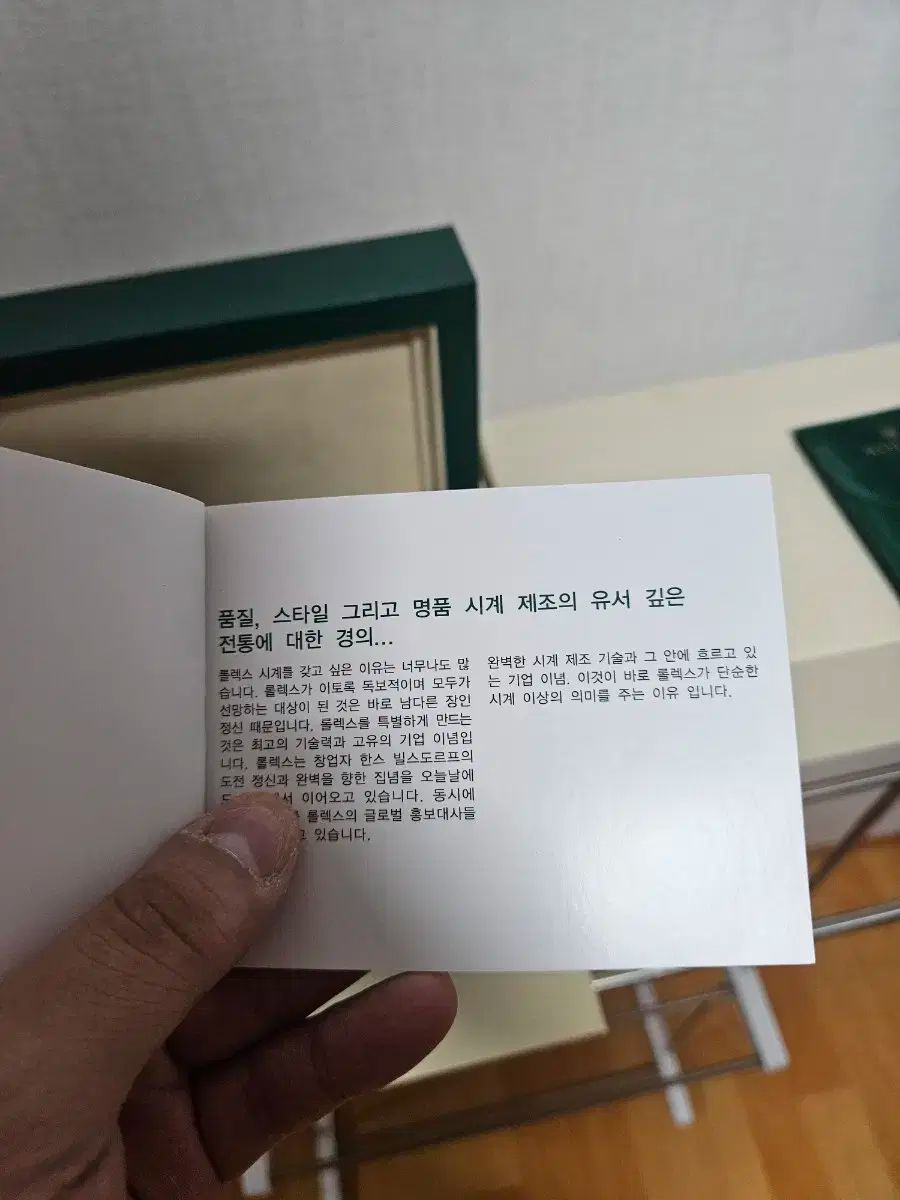 품질, 스타일 그리고 명품 시계 제조의 유서 깊은
전통에 대한 경의...
롤렉스 시계를 갖고 싶은 이유는 너무나도 많
습니다. 롤렉스가 이토록 독보적이며 모두가
선망하는 대상이 된 것은 바로 남다른 장인
정신 때문입니다. 롤렉스를 특별하게 만드는
것은 최고의 기술력과 고유의 기업 이념입
니다. 롤렉스는 창업자 한스 빌스도르프의
도전 정신과 완벽을 향한 집념을 오늘날에
이어오고 있습니다. 동시에
롤렉스의 글로벌 홍보대사들
있습니다.
완벽한 시계 제조 기술과 그 안에 흐르고 있
는 기업 이념. 이것이 바로 롤렉스가 단순한
시계 이상의 의미를 주는 이유 입니다.